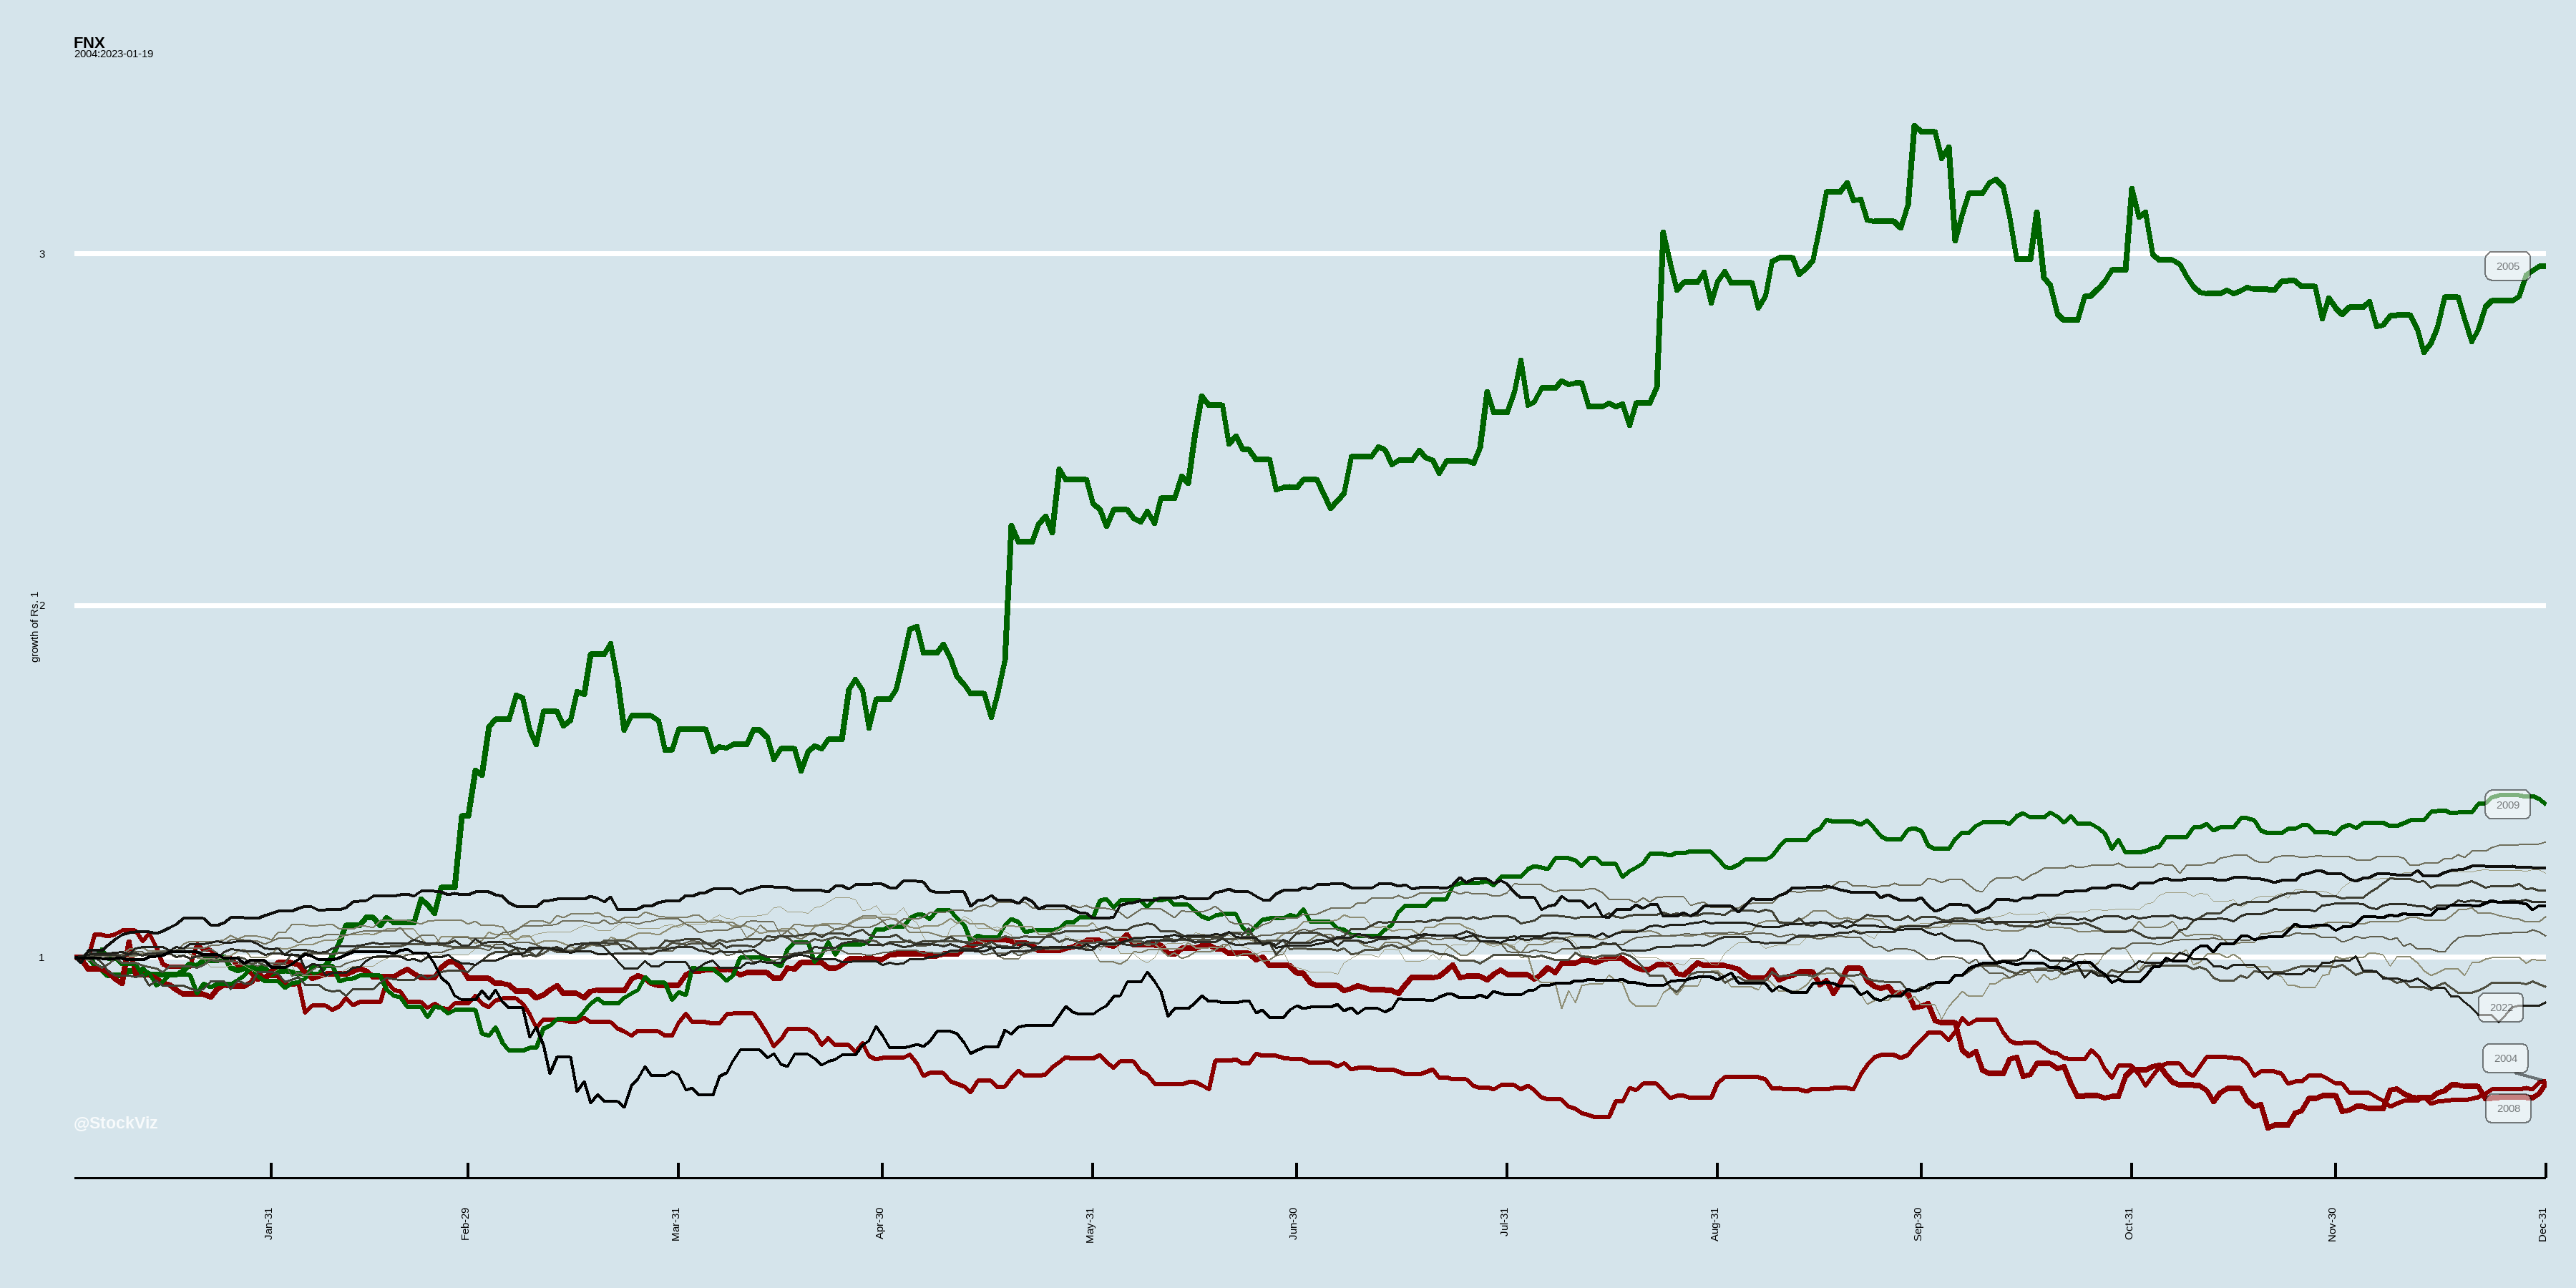 FNX
2004:2023-01-19
3
2005
growth of Rs. 1
2
2009
1
2022
2004
2008
@StockViz
Jan-31
Feb-29
Mar-31
Apr-30
May-31
Jun-30
Jul-31
Aug-31
Sep-30
Oct-31
Nov-30
Dec-31